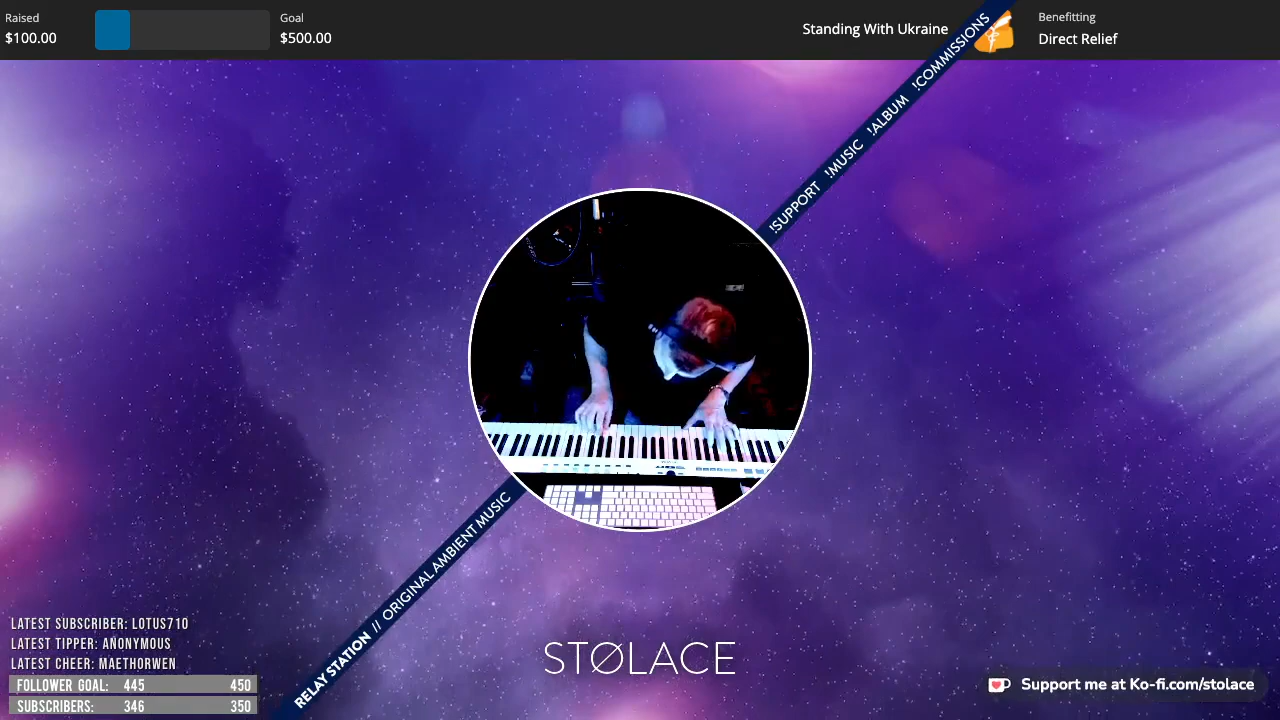 Raised
$100.00
Goal
$500.00
Standing With Ukraine
Benefitting
Direct Relief
!SUPPORT !MUSIC !ALBUM !COMMISSIONS
RELAY STATION // ORIGINAL AMBIENT MUSIC
STØLACE
LATEST SUBSCRIBER: LOTUS710
LATEST TIPPER: ANONYMOUS
LATEST CHEER: MAETHORWEN
FOLLOWER GOAL: 445 450
SUBSCRIBERS: 346 350
Support me at Ko-fi.com/stolace